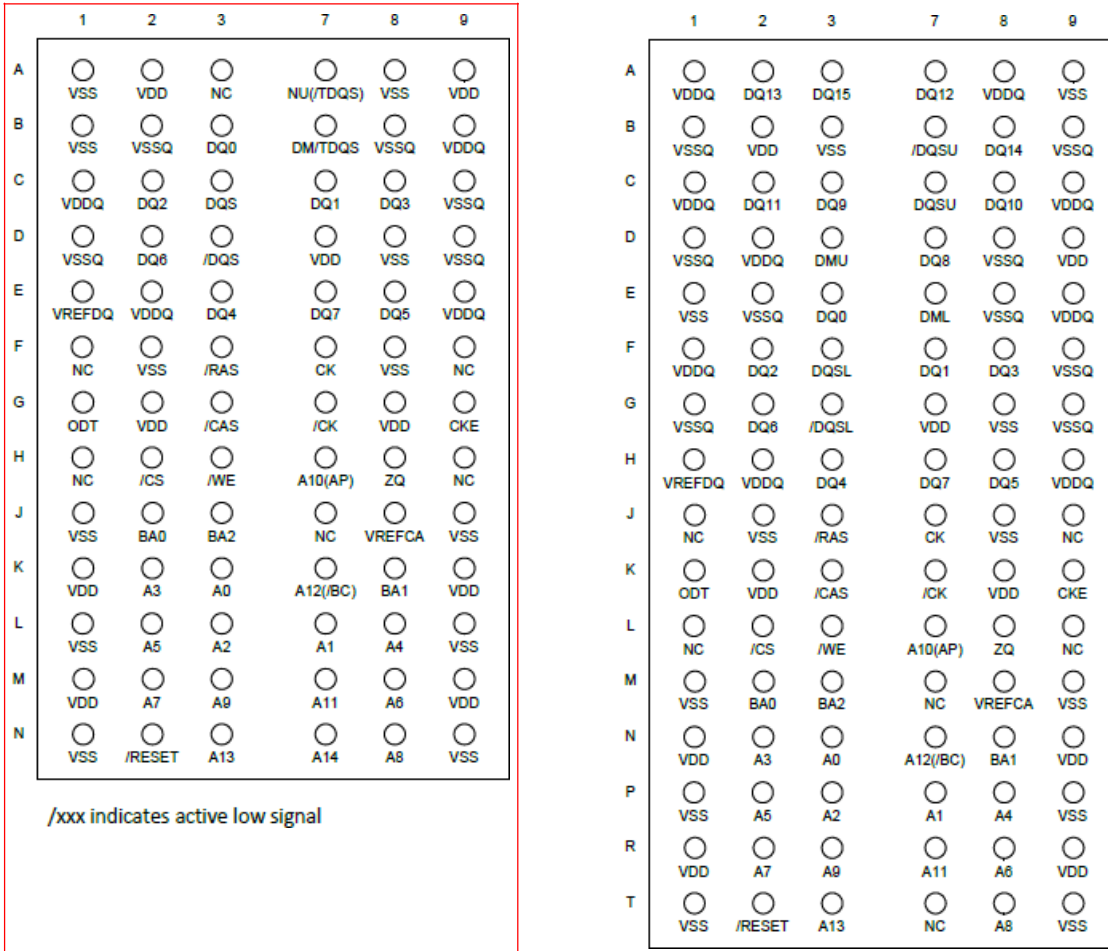 1 2 3 7 8 9
A
VSS VDD NC NU(/TDQS) VSS VDD
B
VSS VSSQ DQ0 DM/TDQS VSSQ VDDQ
C
VDDQ DQ2 DQS DQ1 DQ3 VSSQ
D
VSSQ DQ6 /DQS VDD VSS VSSQ
E
VREFDQ VDDQ DQ4 DQ7 DQ5 VDDQ
F
NC VSS /RAS CK VSS NC
G
ODT VDD /CAS /CK VDD CKE
H
NC /CS /WE A10(AP) ZQ NC
J
VSS BA0 BA2 NC VREFCA VSS
K
VDD A3 A0 A12(/BC) BA1 VDD
L
VSS A5 A2 A1 A4 VSS
M
VDD A7 A9 A11 A6 VDD
N
VSS /RESET A13 A14 A8 VSS
/xxx indicates active low signal
1 2 3 7 8 9
A
VDDQ DQ13 DQ15 DQ12 VDDQ VSS
B
VSSQ VDD VSS /DQSU DQ14 VSSQ
C
VDDQ DQ11 DQ9 DQSU DQ10 VDDQ
D
VSSQ VDDQ DMU DQ8 VSSQ VDD
E
VSS VSSQ DQ0 DML VSSQ VDDQ
F
VDDQ DQ2 DQSL DQ1 DQ3 VSSQ
G
VSSQ DQ6 /DQSL VDD VSS VSSQ
H
VREFDQ VDDQ DQ4 DQ7 DQ5 VDDQ
J
NC VSS /RAS CK VSS NC
K
ODT VDD /CAS /CK VDD CKE
L
NC /CS /WE A10(AP) ZQ NC
M
VSS BA0 BA2 NC VREFCA VSS
N
VDD A3 A0 A12(/BC) BA1 VDD
P
VSS A5 A2 A1 A4 VSS
R
VDD A7 A9 A11 A6 VDD
T
VSS /RESET A13 NC A8 VSS